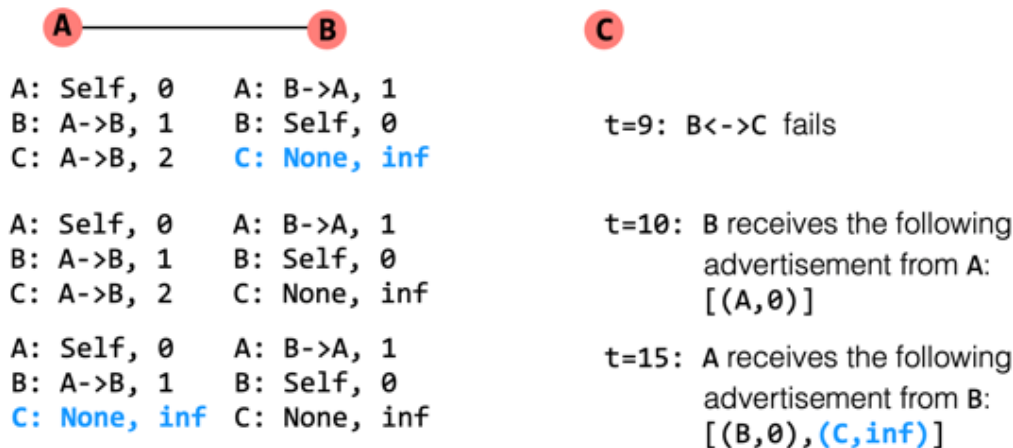 A B C
A: Self, 0 A: B->A, 1
B: A->B, 1 B: Self, 0
C: A->B, 2 C: None, inf
t=9: B<->C fails
A: Self, 0 A: B->A, 1
B: A->B, 1 B: Self, 0
C: A->B, 2 C: None, inf
t=10: B receives the following
advertisement from A:
[(A,0)]
A: Self, 0 A: B->A, 1
B: A->B, 1 B: Self, 0
C: None, inf C: None, inf
t=15: A receives the following
advertisement from B:
[(B,0),(C,inf)]